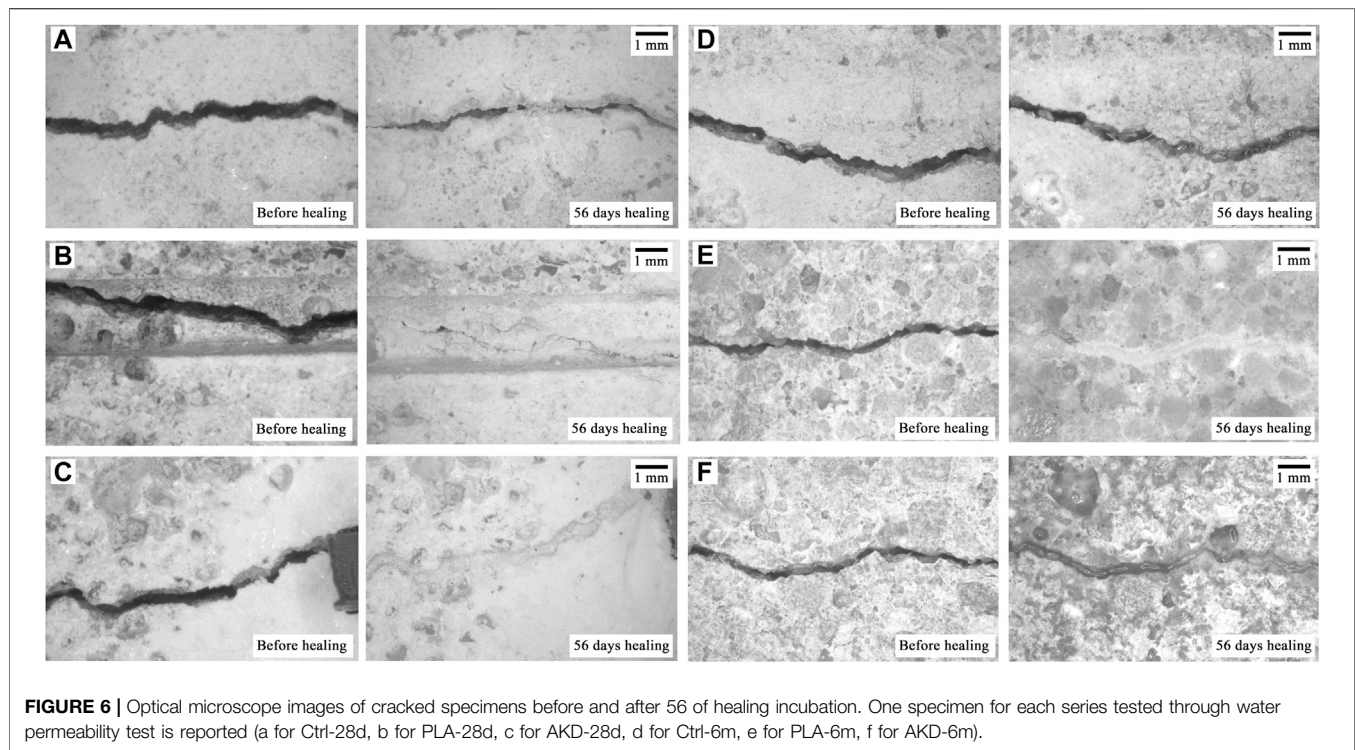 A
1 mm
D
1 mm
Before healing
56 days healing
Before healing
56 days healing
B
1 mm
E
1 mm
Before healing
56 days healing
Before healing
56 days healing
C
1 mm
F
1 mm
Before healing
56 days healing
Before healing
56 days healing
FIGURE 6 | Optical microscope images of cracked specimens before and after 56 of healing incubation. One specimen for each series tested through water
permeability test is reported (a for Ctrl-28d, b for PLA-28d, c for AKD-28d, d for Ctrl-6m, e for PLA-6m, f for AKD-6m).